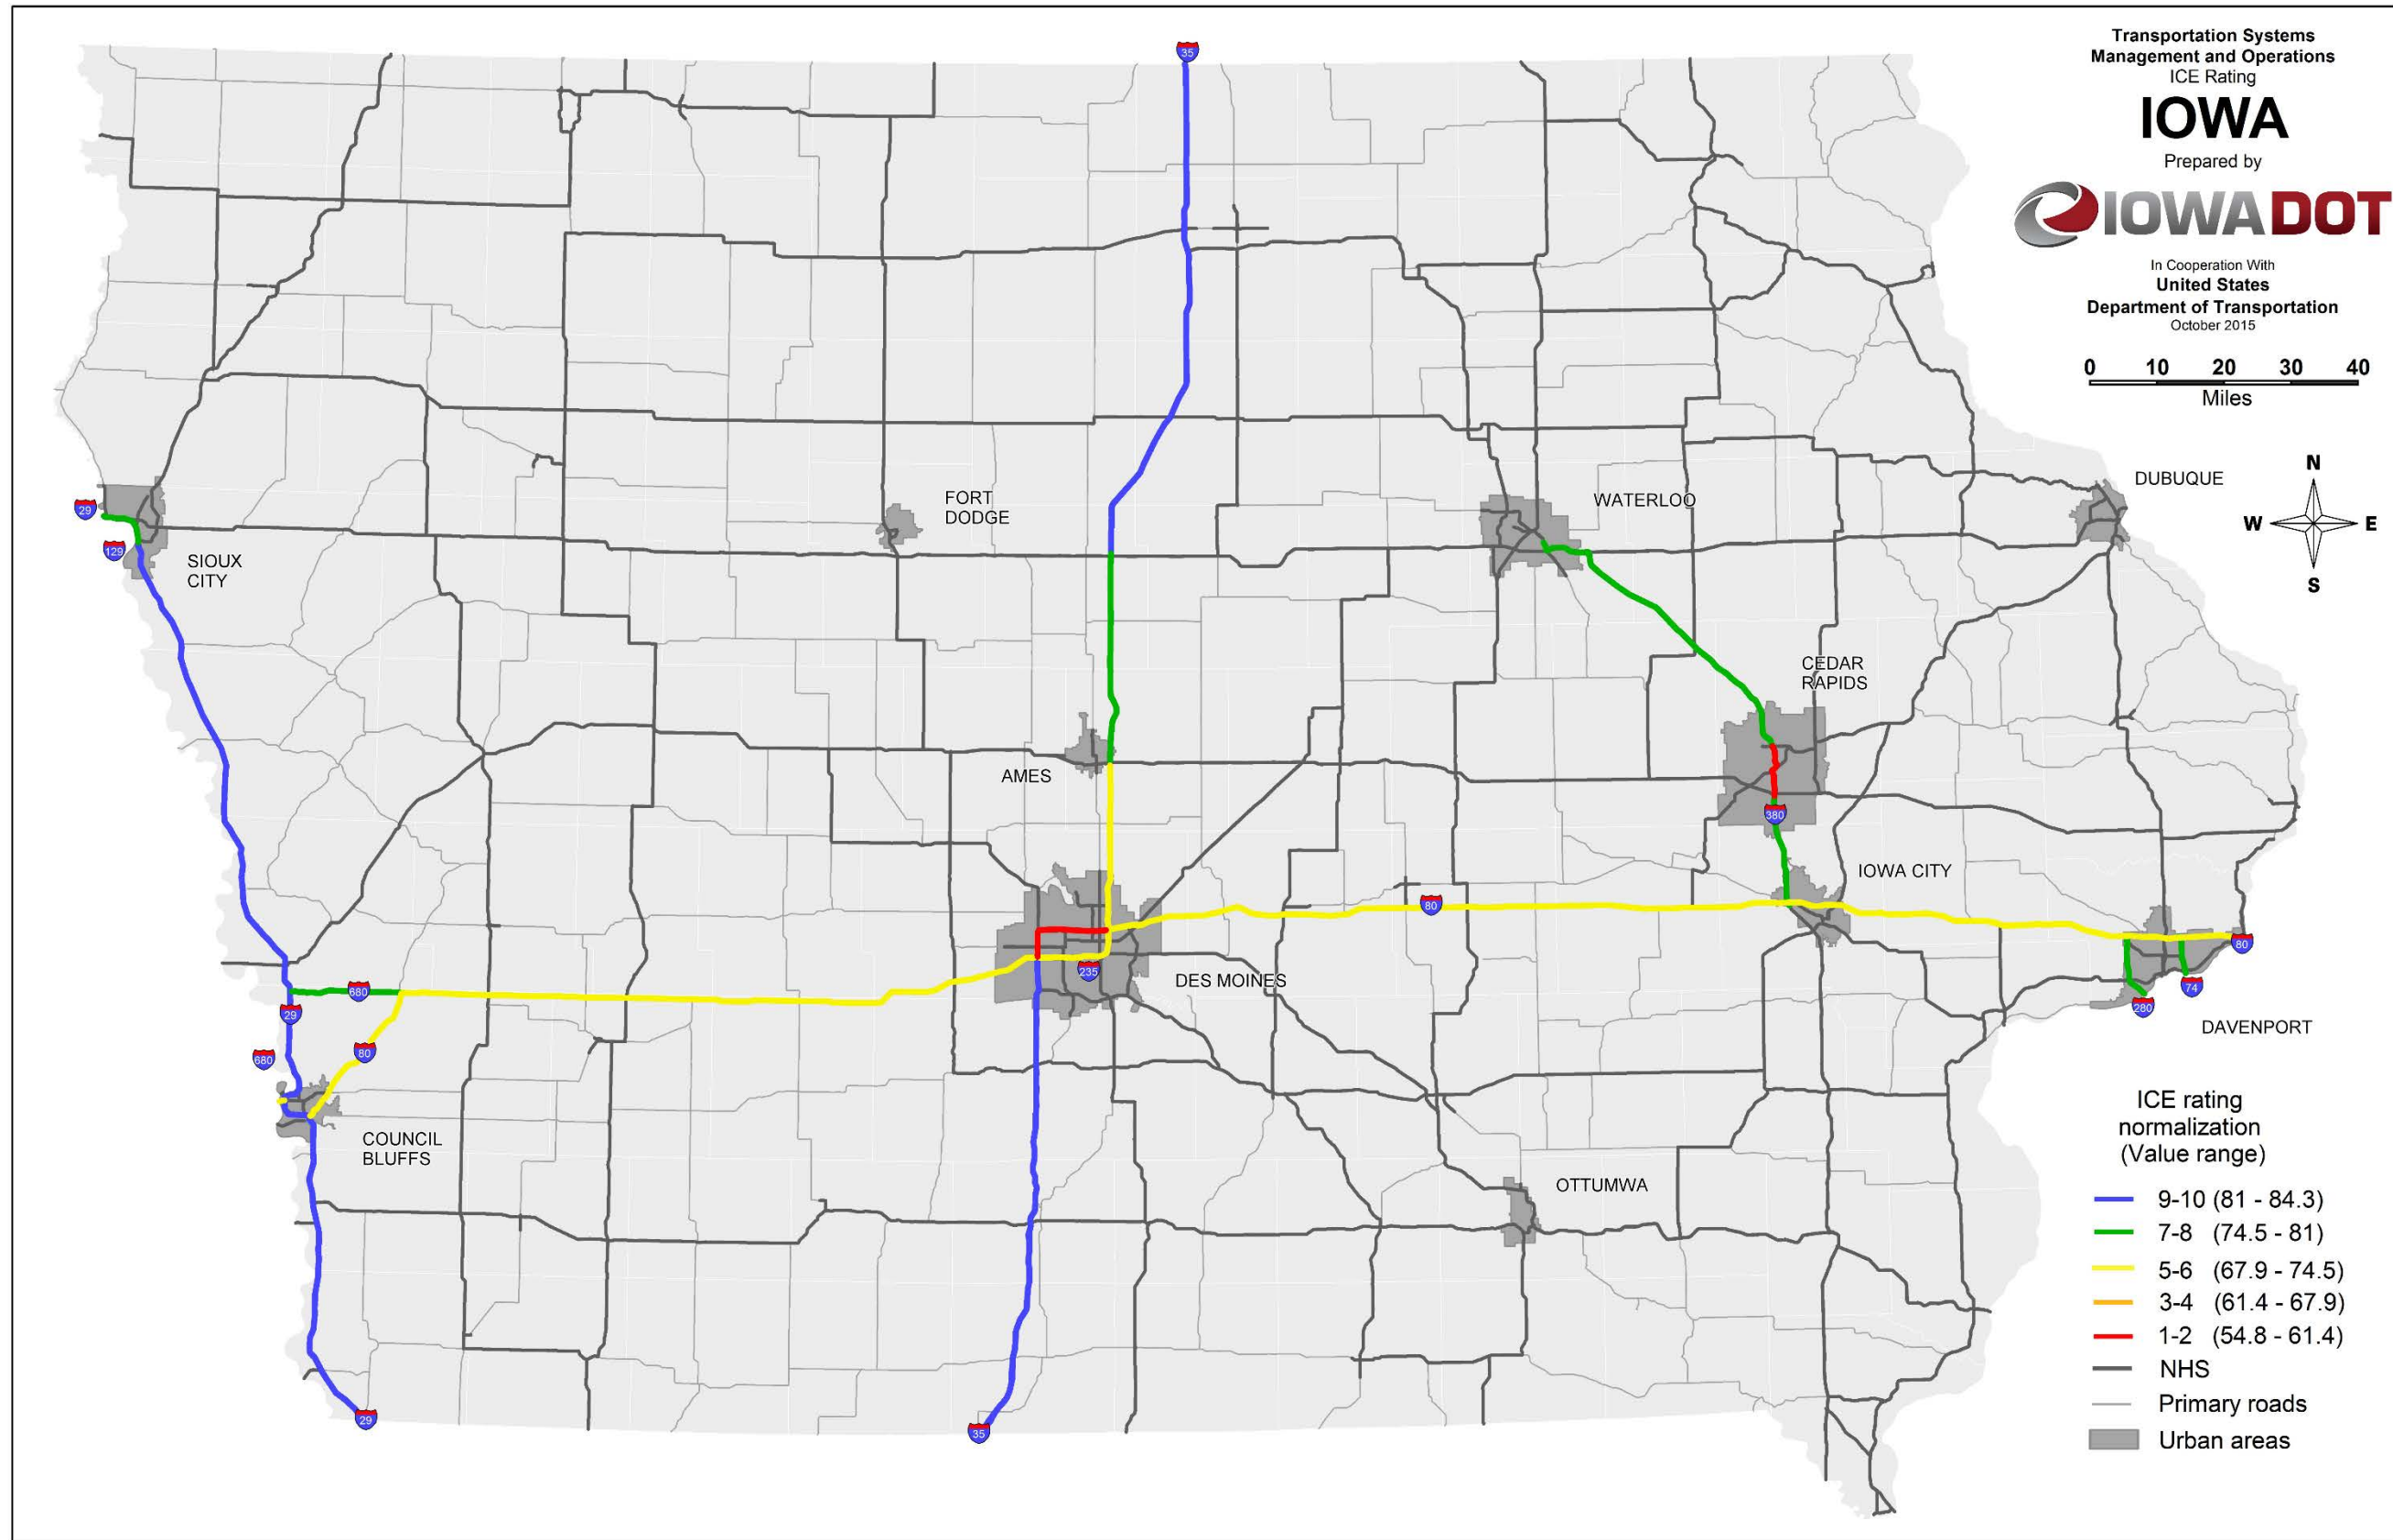 Transportation Systems
Management and Operations
ICE Rating
IOWA
Prepared by
IOWADOT
In Cooperation With
United States
Department of Transportation
October 2015
0 10 20 30 40
Miles
N
W E
S
35
29
129
SIOUX
CITY
FORT
DODGE
WATERLOO
DUBUQUE
CEDAR
RAPIDS
AMES
380
IOWA CITY
80
80
235
DES MOINES
680
29
80
680
74
280
DAVENPORT
COUNCIL
BLUFFS
OTTUMWA
29
35
ICE rating
normalization
(Value range)
9-10 (81 - 84.3)
7-8 (74.5 - 81)
5-6 (67.9 - 74.5)
3-4 (61.4 - 67.9)
1-2 (54.8 - 61.4)
NHS
Primary roads
Urban areas